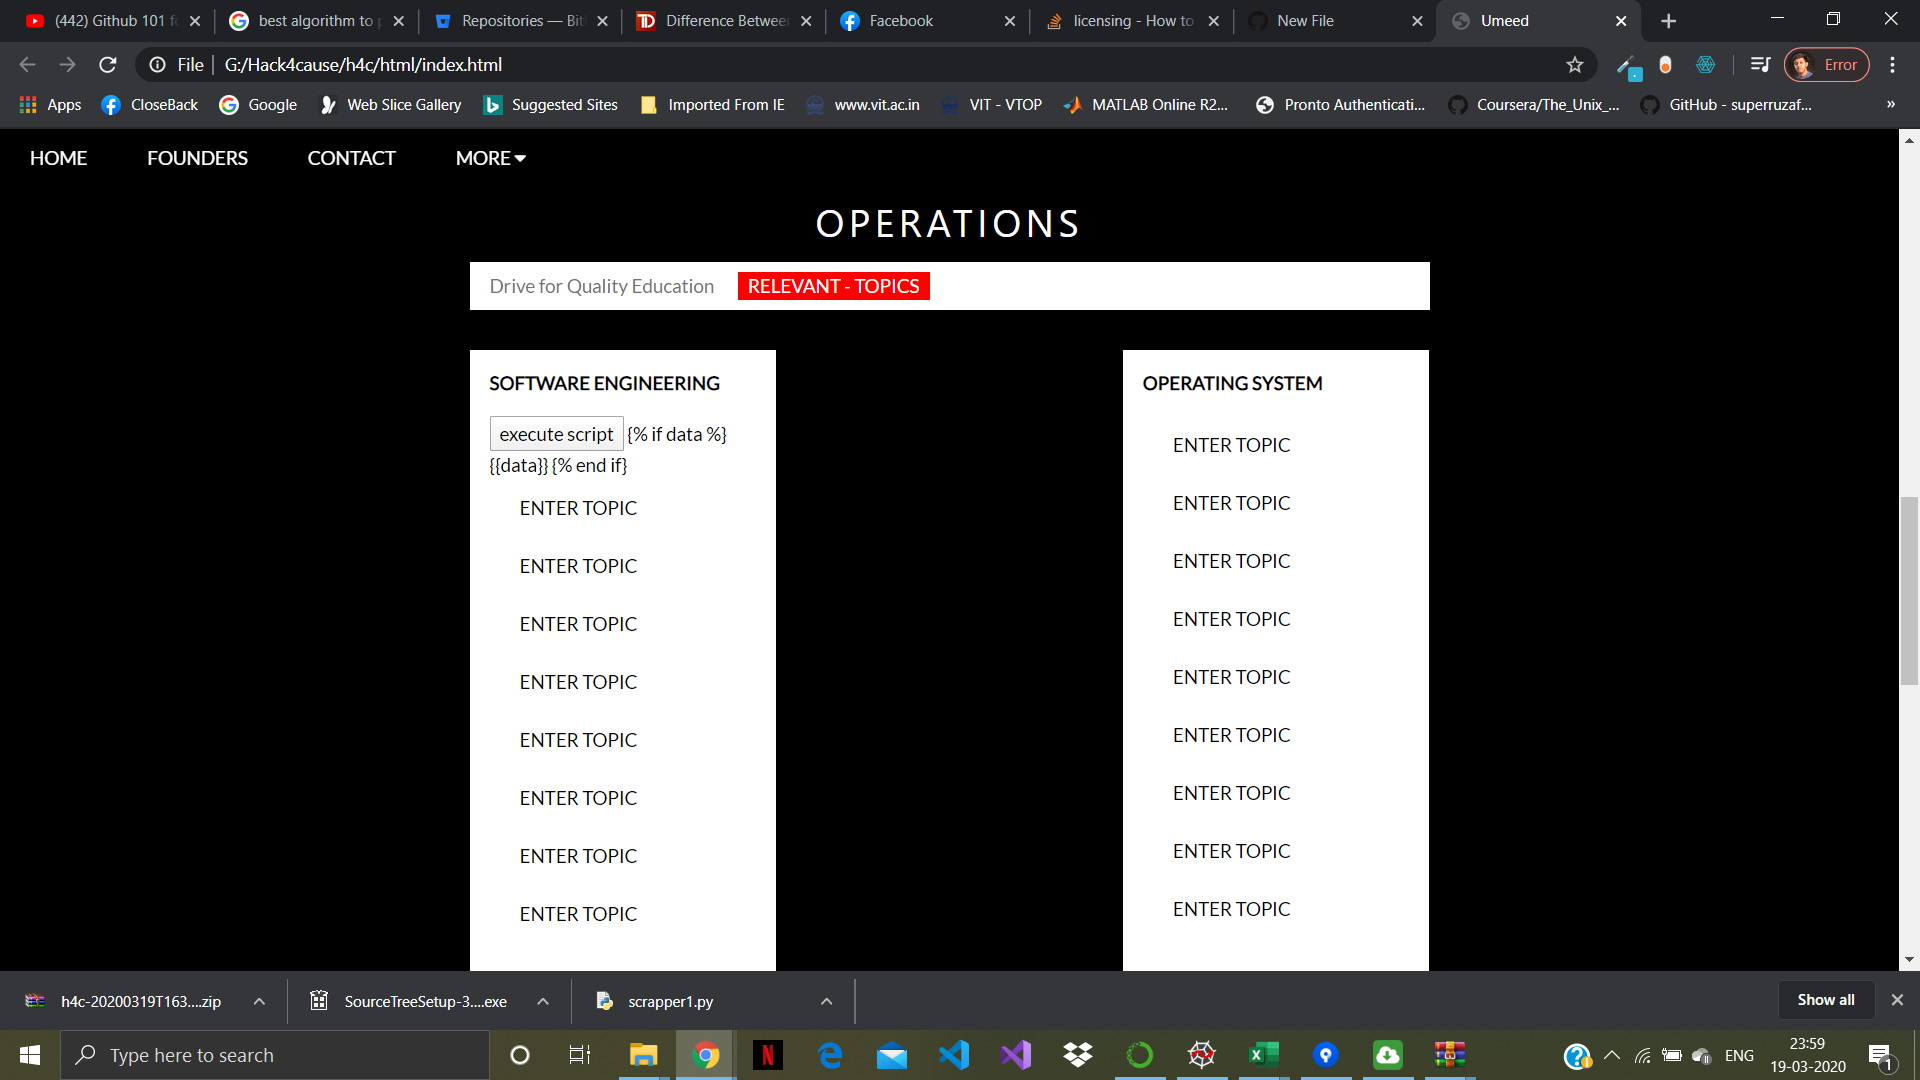 (442) Github 101 f
best algorithm to p
Repositories — Bit
Difference Between
Facebook
licensing - How to
New File
Umeed
File
G:/Hack4cause/h4c/html/index.html
Error
Apps
CloseBack
Google
Web Slice Gallery
Suggested Sites
Imported From IE
www.vit.ac.in
VIT - VTOP
MATLAB Online R2...
Pronto Authenticati...
Coursera/The_Unix_...
GitHub - superruzaf...
»
HOME
FOUNDERS
CONTACT
MORE
OPERATIONS
Drive for Quality Education
RELEVANT - TOPICS
SOFTWARE ENGINEERING
execute script {% if data %}
{{data}} {% end if}
ENTER TOPIC
ENTER TOPIC
ENTER TOPIC
ENTER TOPIC
ENTER TOPIC
ENTER TOPIC
ENTER TOPIC
ENTER TOPIC
OPERATING SYSTEM
ENTER TOPIC
ENTER TOPIC
ENTER TOPIC
ENTER TOPIC
ENTER TOPIC
ENTER TOPIC
ENTER TOPIC
ENTER TOPIC
ENTER TOPIC
h4c-20200319T163....zip
SourceTreeSetup-3....exe
scrapper1.py
Show all
Type here to search
ENG
23:59
19-03-2020
1